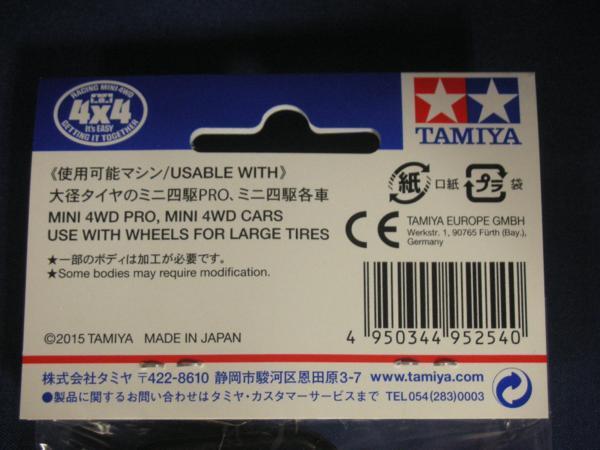 RACING MINI 4WD
4x4
It's EASY
GETTING IT TOGETHER
TAMIYA
《使用可能マシン/USABLE WITH》
大径タイヤのミニ四駆PRO、ミニ四駆各車
MINI 4WD PRO, MINI 4WD CARS
USE WITH WHEELS FOR LARGE TIRES
★一部のボディは加工が必要です。
★Some bodies may require modification.
紙 口紙 プラ 袋
CE TAMIYA EUROPE GMBH
Werkstr. 1, 90765 Fürth (Bay.),
Germany
4 950344 952540
©2015 TAMIYA MADE IN JAPAN
株式会社タミヤ 〒422-8610 静岡市駿河区恩田原3-7 www.tamiya.com
●製品に関するお問い合わせはタミヤ・カスタマーサービスまで TEL 054(283)0003